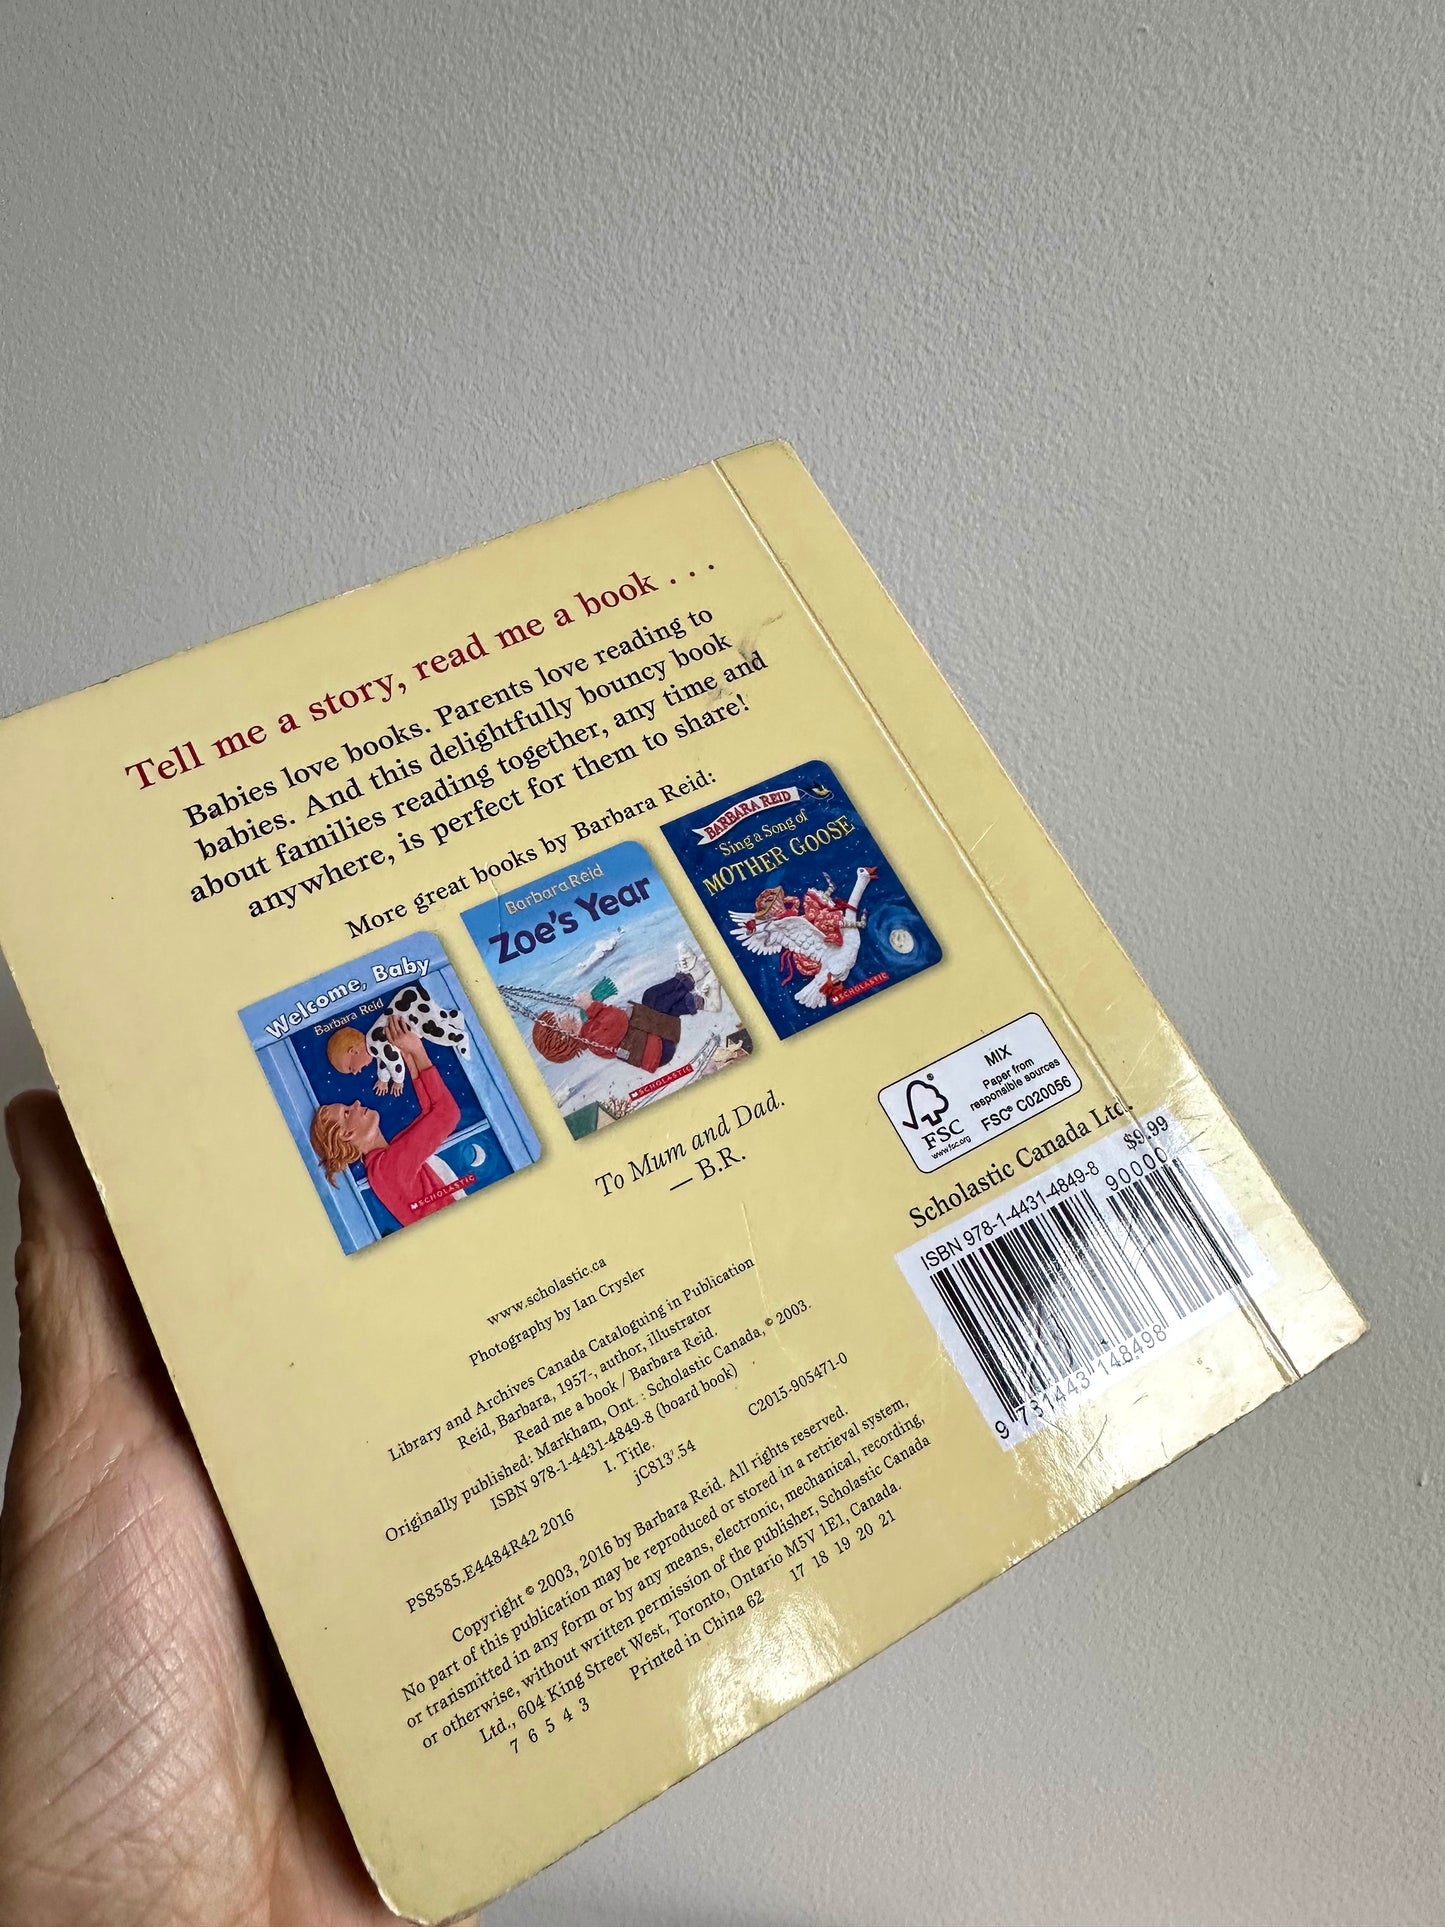 Tell me a story, read me a book . . .
Babies love books. Parents love reading to
babies. And this delightfully bouncy book
about families reading together, any time and
anywhere, is perfect for them to share!
More great books by Barbara Reid:
Welcome, Baby
Barbara Reid
SCHOLASTIC
Barbara Reid
Zoe's Year
SCHOLASTIC
BARBARA REID
Sing a Song of
MOTHER GOOSE
SCHOLASTIC
To Mum and Dad.
— B.R.
FSC
www.fsc.org
MIX
Paper from
responsible sources
FSC® C020056
Scholastic Canada Ltd.
$9.99
ISBN 978-1-4431-4849-8
90000
9 781443 148498
www.scholastic.ca
Photography by Ian Crysler
Library and Archives Canada Cataloguing in Publication
Reid, Barbara, 1957-, author, illustrator
Read me a book / Barbara Reid.
Originally published: Markham, Ont. : Scholastic Canada, © 2003.
ISBN 978-1-4431-4849-8 (board book)
I. Title.
PS8585.E4484R42 2016 jC813'.54 C2015-905471-0
Copyright © 2003, 2016 by Barbara Reid. All rights reserved.
No part of this publication may be reproduced or stored in a retrieval system,
or transmitted in any form or by any means, electronic, mechanical, recording,
or otherwise, without written permission of the publisher, Scholastic Canada
Ltd., 604 King Street West, Toronto, Ontario M5V 1E1, Canada.
7 6 5 4 3 Printed in China 62 17 18 19 20 21